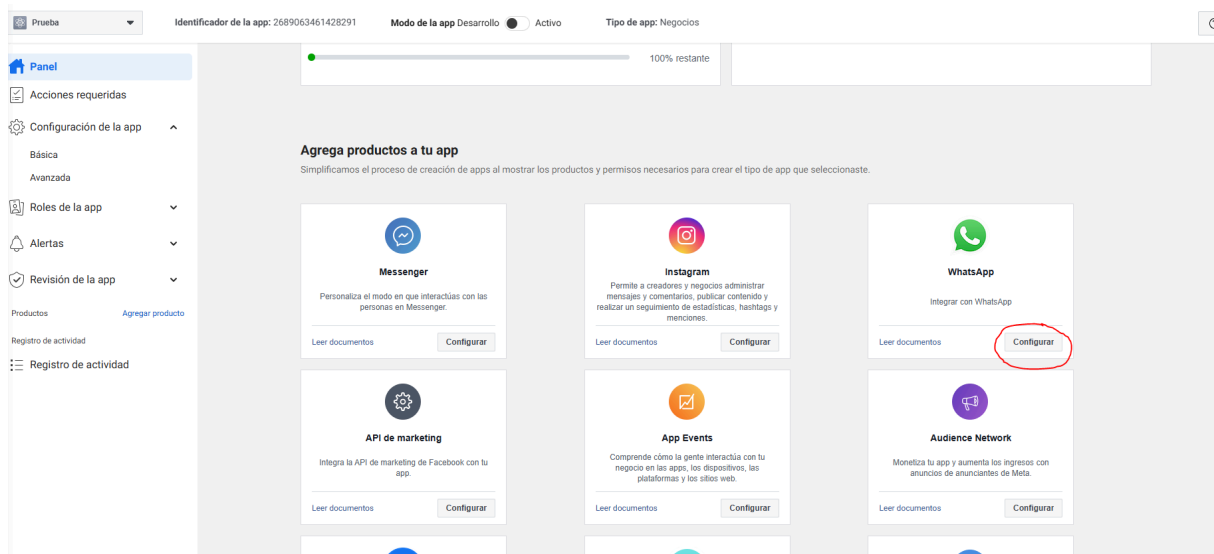 Prueba
Identificador de la app: 2689063461428291
Modo de la app Desarrollo
Activo
Tipo de app: Negocios
Panel
Acciones requeridas
Configuración de la app
Básica
Avanzada
Roles de la app
Alertas
Revisión de la app
Productos
Agregar producto
Registro de actividad
Registro de actividad
100% restante
Agrega productos a tu app
Simplificamos el proceso de creación de apps al mostrar los productos y permisos necesarios para crear el tipo de app que seleccionaste.
Messenger
Personaliza el modo en que interactúas con las
personas en Messenger.
Leer documentos
Configurar
Instagram
Permite a creadores y negocios administrar
mensajes y comentarios, publicar contenido y
realizar un seguimiento de estadísticas, hashtags y
menciones.
Leer documentos
Configurar
WhatsApp
Integrar con WhatsApp
Leer documentos
Configurar
API de marketing
Integra la API de marketing de Facebook con tu
app.
Leer documentos
Configurar
App Events
Comprende cómo la gente interactúa con tu
negocio en las apps, los dispositivos, las
plataformas y los sitios web.
Leer documentos
Configurar
Audience Network
Monetiza tu app y aumenta los ingresos con
anuncios de anunciantes de Meta.
Leer documentos
Configurar